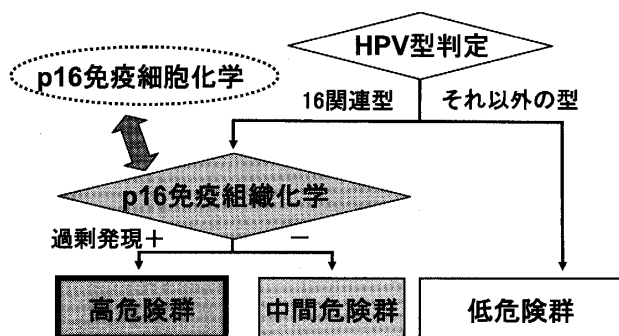 HPV型判定
p16免疫細胞化学
16関連型
それ以外の型
p16免疫組織化学
過剰発現＋
－
高危険群
中間危険群
低危険群